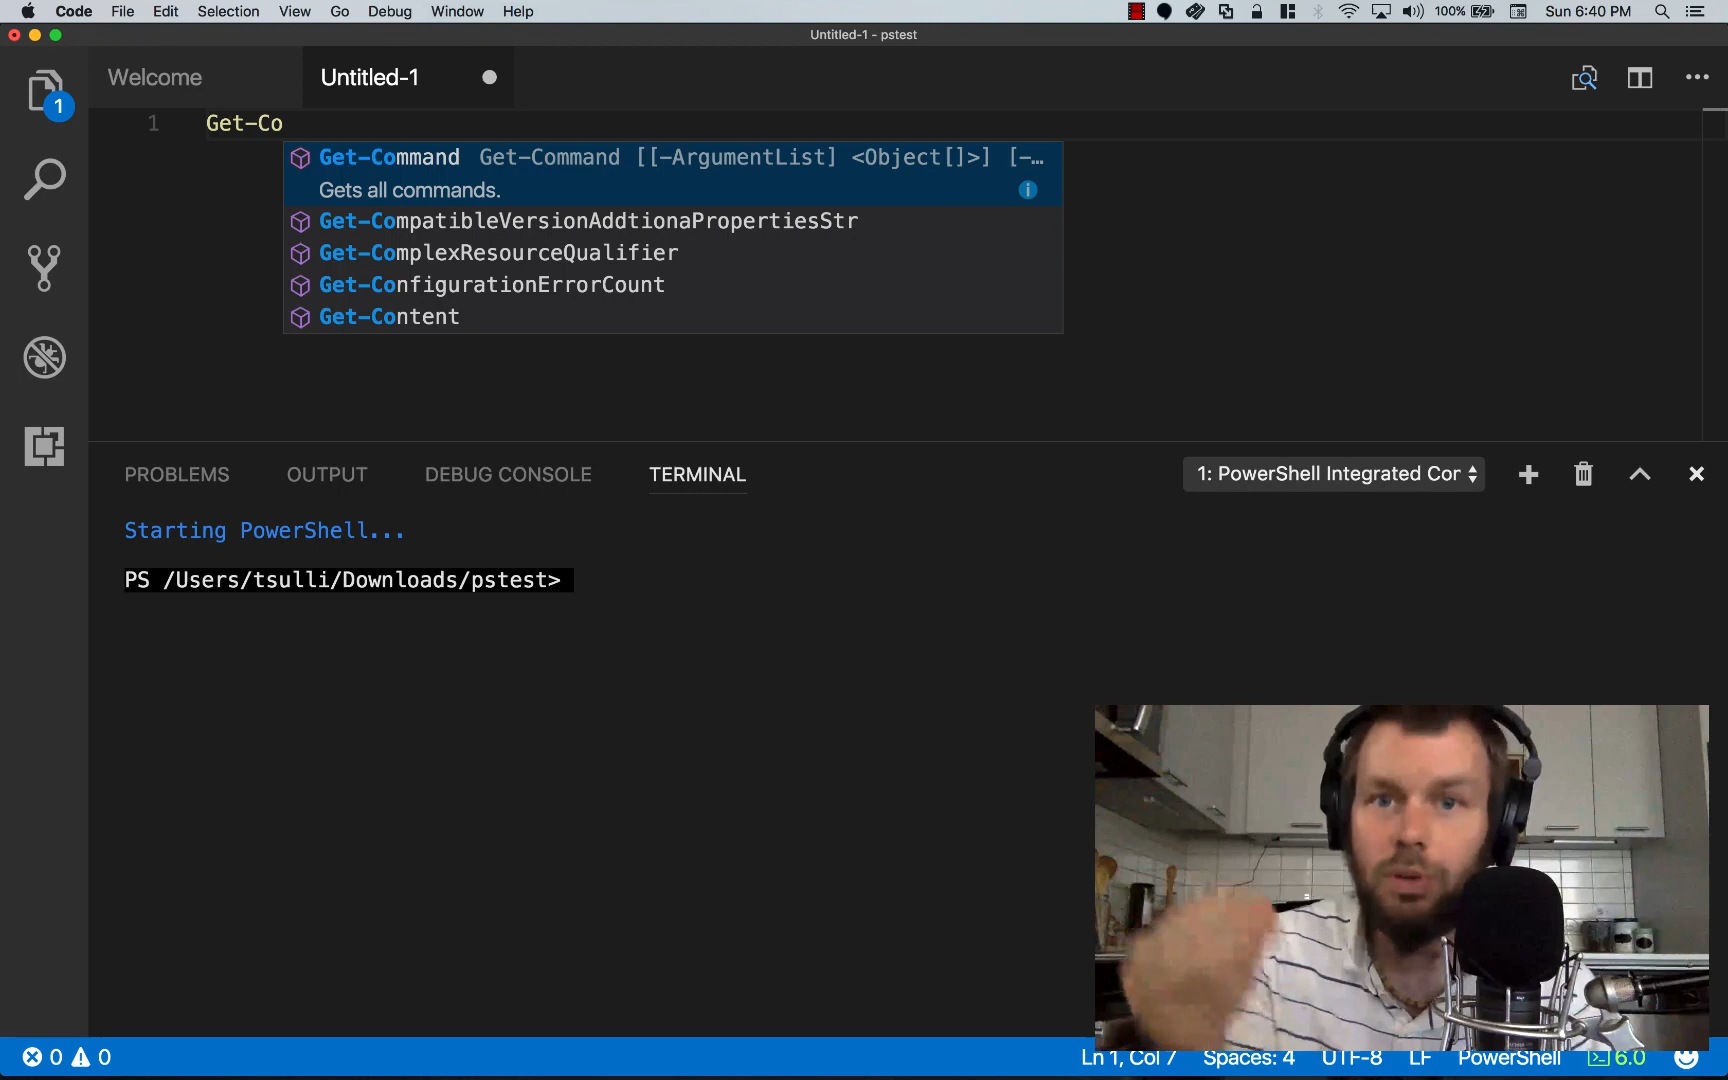 Code File Edit Selection View Go Debug Window Help 100% Sun 6:40 PM
Untitled-1 - pstest
1
Welcome Untitled-1
1 Get-Co
Get-Command Get-Command [[-ArgumentList] <Object[]>] [-…
Gets all commands.
Get-CompatibleVersionAddtionaPropertiesStr
Get-ComplexResourceQualifier
Get-ConfigurationErrorCount
Get-Content
PROBLEMS OUTPUT DEBUG CONSOLE TERMINAL 1: PowerShell Integrated Cor
Starting PowerShell...
PS /Users/tsulli/Downloads/pstest>
0 0 Ln 1, Col 7 Spaces: 4 UTF-8 LF PowerShell 6.0